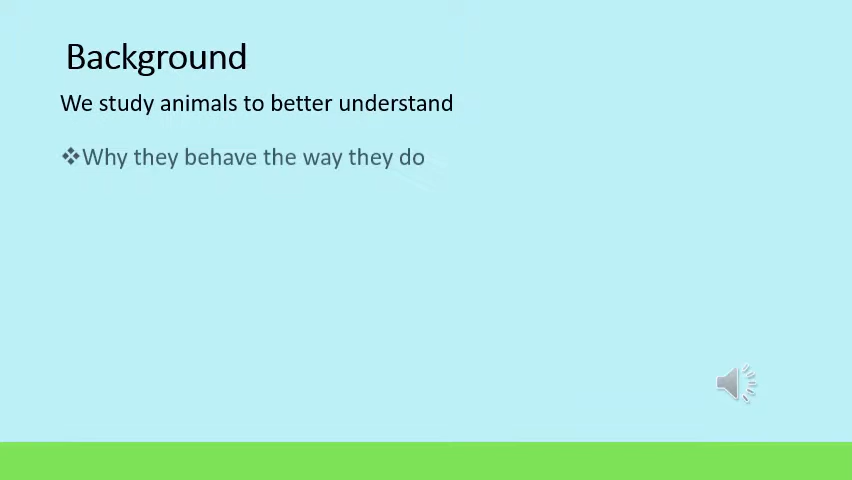 Background
We study animals to better understand
❖Why they behave the way they do